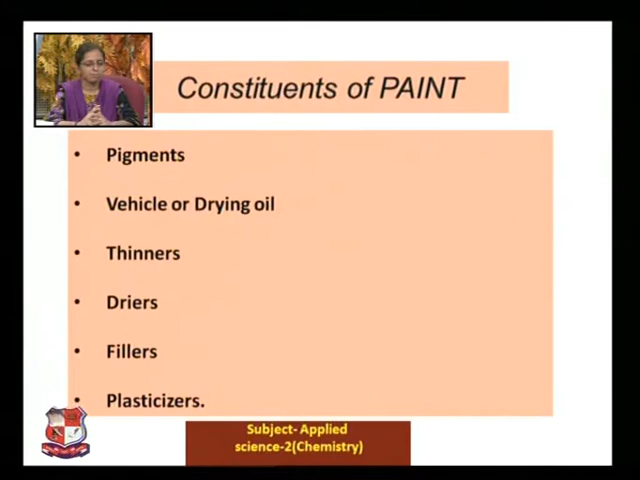 Constituents of PAINT
• Pigments
• Vehicle or Drying oil
• Thinners
• Driers
• Fillers
• Plasticizers.
Subject- Applied
science-2(Chemistry)